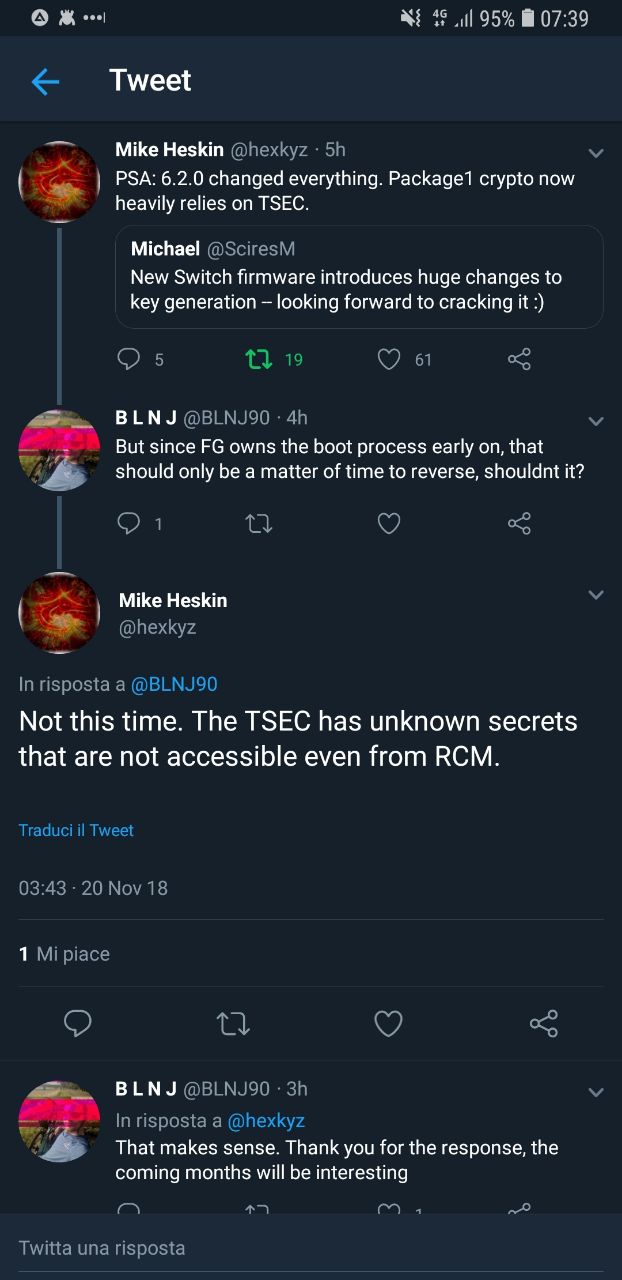 4G 95% 07:39
Tweet
Mike Heskin @hexkyz · 5h
PSA: 6.2.0 changed everything. Package1 crypto now
heavily relies on TSEC.
Michael @SciresM
New Switch firmware introduces huge changes to
key generation -- looking forward to cracking it :)
5 19 61
B L N J @BLNJ90 · 4h
But since FG owns the boot process early on, that
should only be a matter of time to reverse, shouldnt it?
1
Mike Heskin
@hexkyz
In risposta a @BLNJ90
Not this time. The TSEC has unknown secrets
that are not accessible even from RCM.
Traduci il Tweet
03:43 · 20 Nov 18
1 Mi piace
B L N J @BLNJ90 · 3h
In risposta a @hexkyz
That makes sense. Thank you for the response, the
coming months will be interesting
1
Twitta una risposta